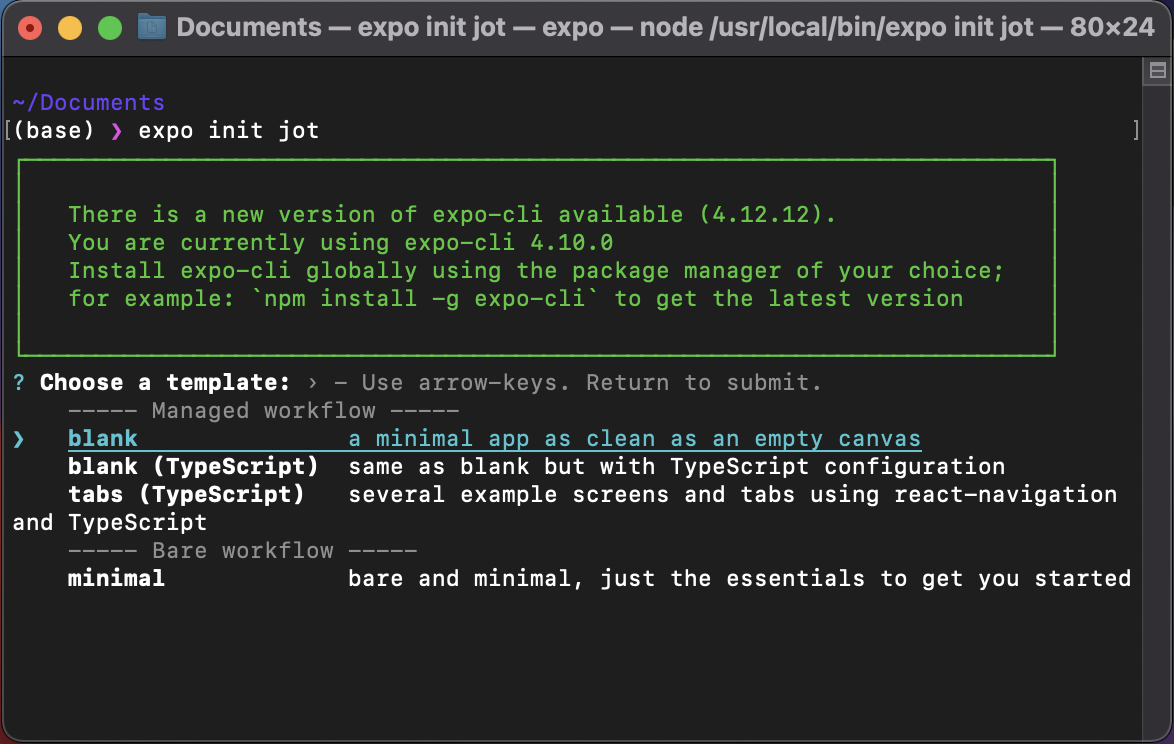 Documents — expo init jot — expo — node /usr/local/bin/expo init jot — 80×24
~/Documents
[(base) ❯ expo init jot ]
There is a new version of expo-cli available (4.12.12).
You are currently using expo-cli 4.10.0
Install expo-cli globally using the package manager of your choice;
for example: `npm install -g expo-cli` to get the latest version
? Choose a template: › - Use arrow-keys. Return to submit.
----- Managed workflow -----
❯ blank a minimal app as clean as an empty canvas
blank (TypeScript) same as blank but with TypeScript configuration
tabs (TypeScript) several example screens and tabs using react-navigation
and TypeScript
----- Bare workflow -----
minimal bare and minimal, just the essentials to get you started